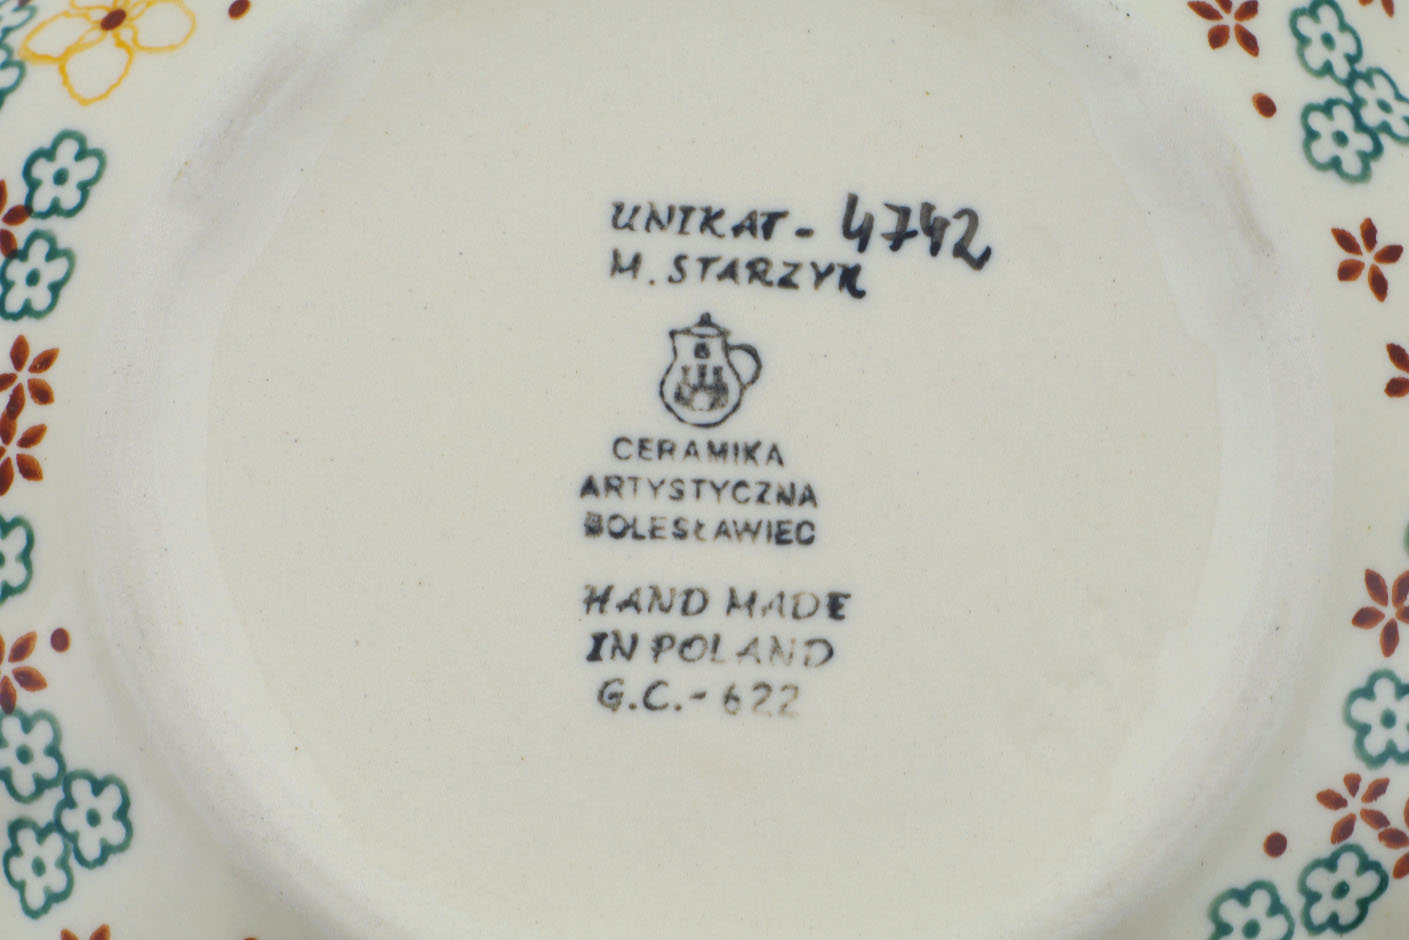 UNIKAT - 4742
M. STARZYK
B
CERAMIKA
ARTYSTYCZNA
BOLESŁAWIEC
HAND MADE
IN POLAND
G.C.- 622